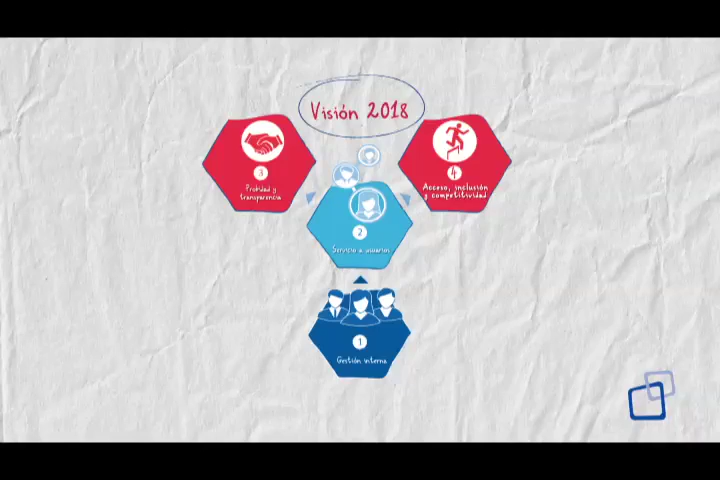 Visión 2018
3
Probidad y
transparencia
4
Acceso, inclusión
y competitividad
2
Servicio a usuarios
1
Gestión interna